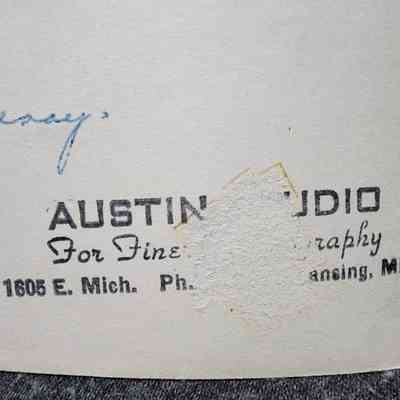 AUSTIN UDIO
For Fine raphy
1605 E. Mich. Ph. ansing, M